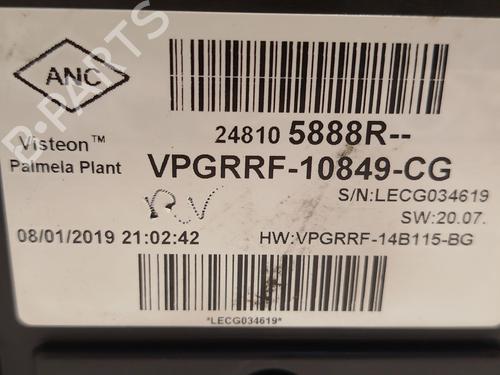 ANC
Visteon™
Palmela Plant
24810 5888R--
VPGRRF-10849-CG
S/N:LECG034619
SW:20.07.
RV
08/01/2019 21:02:42
HW:VPGRRF-14B115-BG
*LECG034619*
B-PARTS